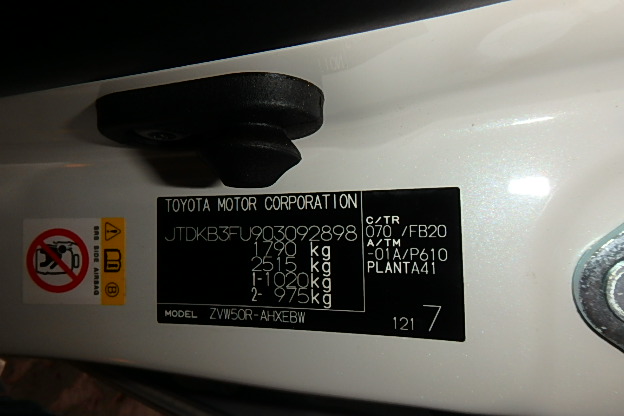 TOYOTA MOTOR CORPORATION
JTDKB3FU903092898
1790 kg
2515 kg
1-1020 kg
2- 975 kg
C/TR
070 /FB20
A/TM
-01A/P610
PLANTA41
MODEL ZVW50R-AHXEBW
121 7
SRS SIDE AIRBAG